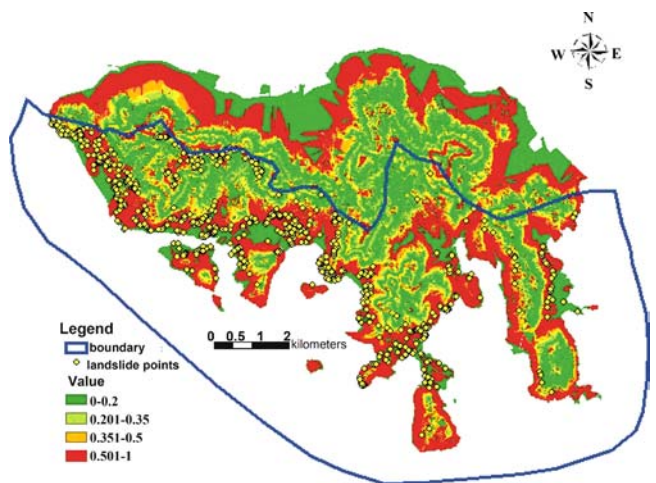 N
W E
S
Legend
boundary
landslide points
Value
0-0.2
0.201-0.35
0.351-0.5
0.501-1
0 0.5 1 2
kilometers